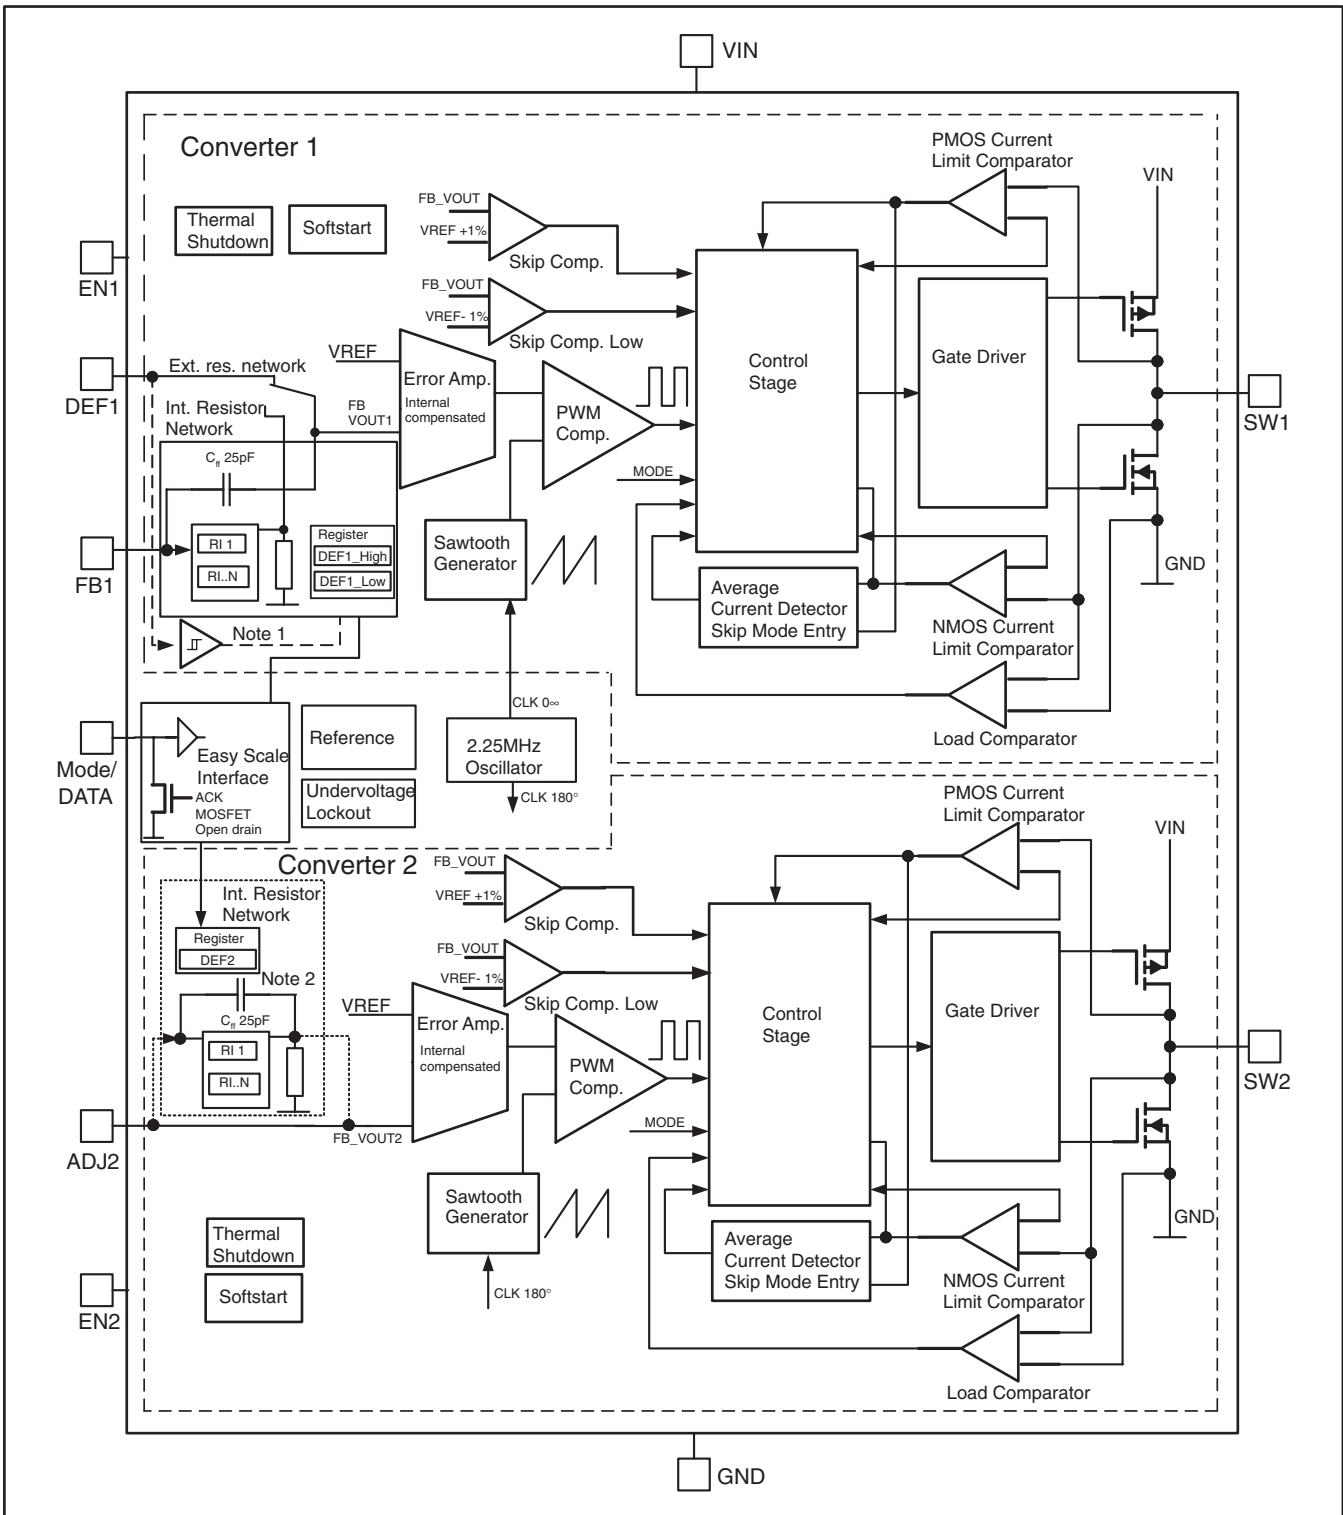 VIN
Converter 1
PMOS Current
Limit Comparator
VIN
Thermal
Shutdown
Softstart
FB_VOUT
VREF +1%
Skip Comp.
EN1
FB_VOUT
VREF- 1%
Skip Comp. Low
VREF
Error Amp.
Internal
compensated
Control
Stage
Gate Driver
Ext. res. network
DEF1
Int. Resistor
Network
FB
VOUT1
PWM
Comp.
SW1
Cff 25pF
MODE
RI 1
RI..N
Register
DEF1_High
DEF1_Low
Sawtooth
Generator
FB1
GND
Average
Current Detector
Skip Mode Entry
NMOS Current
Limit Comparator
Note 1
CLK 0∞
Load Comparator
Mode/
DATA
Easy Scale
Interface
ACK
MOSFET
Open drain
Reference
Undervoltage
Lockout
2.25MHz
Oscillator
CLK 180°
PMOS Current
Limit Comparator
VIN
Converter 2
FB_VOUT
VREF +1%
Skip Comp.
Int. Resistor
Network
Register
DEF2
Note 2
FB_VOUT
VREF- 1%
Skip Comp. Low
VREF
Error Amp.
Internal
compensated
Control
Stage
Gate Driver
Cff 25pF
RI 1
RI..N
PWM
Comp.
SW2
MODE
ADJ2
FB_VOUT2
Sawtooth
Generator
GND
Thermal
Shutdown
Softstart
Average
Current Detector
Skip Mode Entry
NMOS Current
Limit Comparator
EN2
CLK 180°
Load Comparator
GND